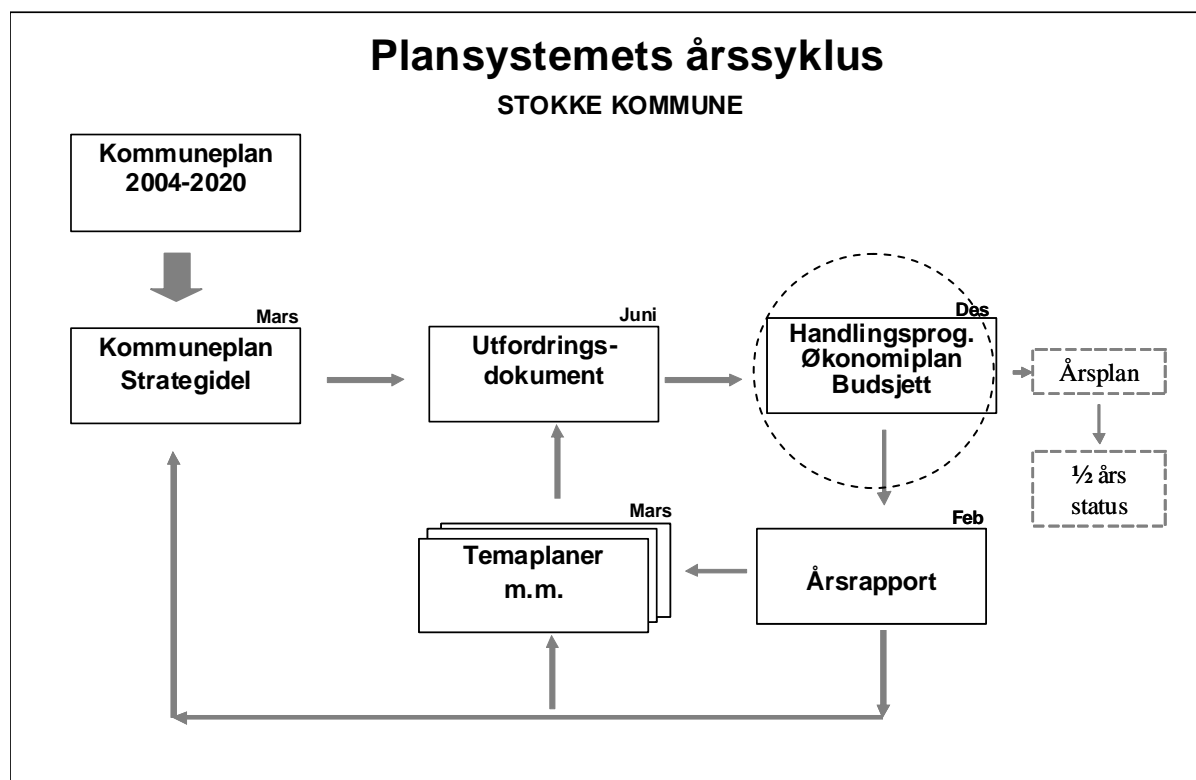 Plansystemets årssyklus
STOKKE KOMMUNE
Kommuneplan
2004-2020
Mars
Kommuneplan
Strategidel
Juni
Utfordrings-
dokument
Des
Handlingsprog.
Økonomiplan
Budsjett
Årsplan
½ års
status
Mars
Temaplaner
m.m.
Feb
Årsrapport